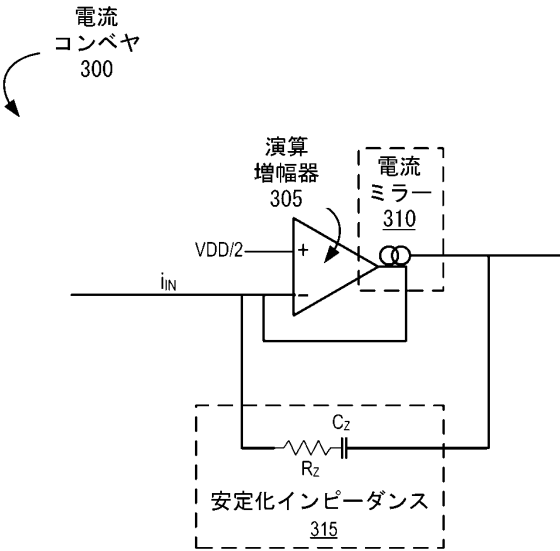 電流
コンベヤ
300
演算
増幅器
305
電流
ミラー
310
VDD/2
+
iIN
−
CZ
RZ
安定化インピーダンス
315